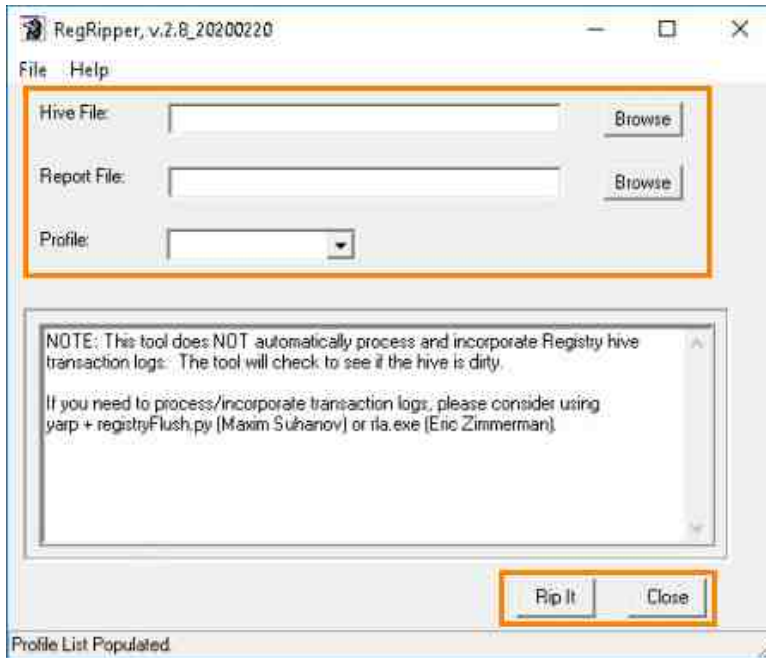 RegRipper, v.2.8_20200220
File Help
Hive File: Browse
Report File: Browse
Profile:
NOTE: This tool does NOT automatically process and incorporate Registry hive
transaction logs. The tool will check to see if the hive is dirty.
If you need to process/incorporate transaction logs, please consider using
yarp + registryFlush.py (Maxim Suhanov) or rla.exe (Eric Zimmerman)
Rip It Close
Profile List Populated.